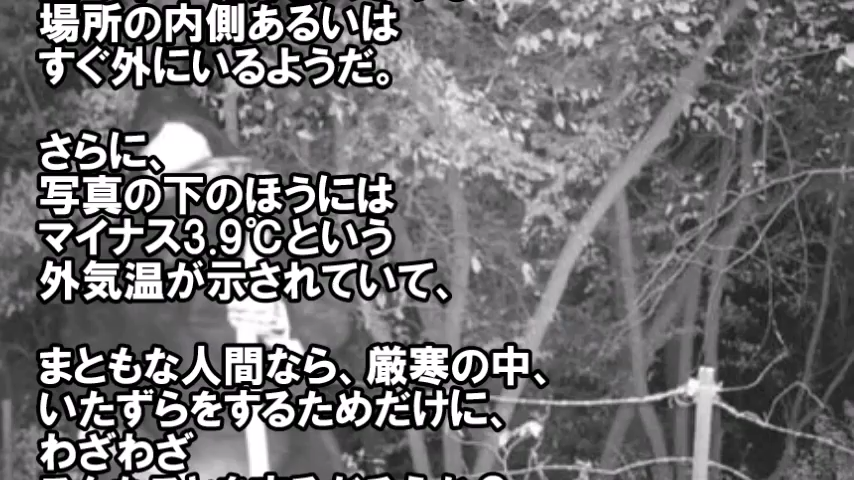 場所の内側あるいは
すぐ外にいるようだ。
さらに、
写真の下のほうには
マイナス3.9℃という
外気温が示されていて、
まともな人間なら、厳寒の中、
いたずらをするためだけに、
わざわざ